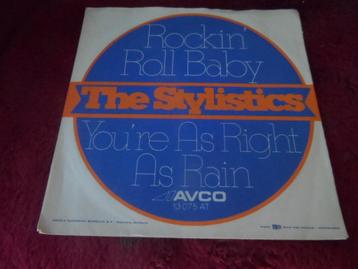 Rockin'
Roll Baby
The Stylistics
You're As Right
As Rain
AVCO
13 075 AT